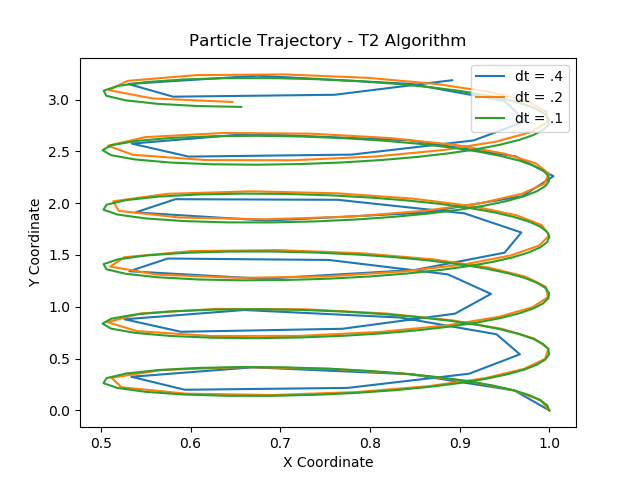 Particle Trajectory - T2 Algorithm
dt = .4
dt = .2
dt = .1
Y Coordinate
3.0
2.5
2.0
1.5
1.0
0.5
0.0
0.5
0.6
0.7
0.8
0.9
1.0
X Coordinate